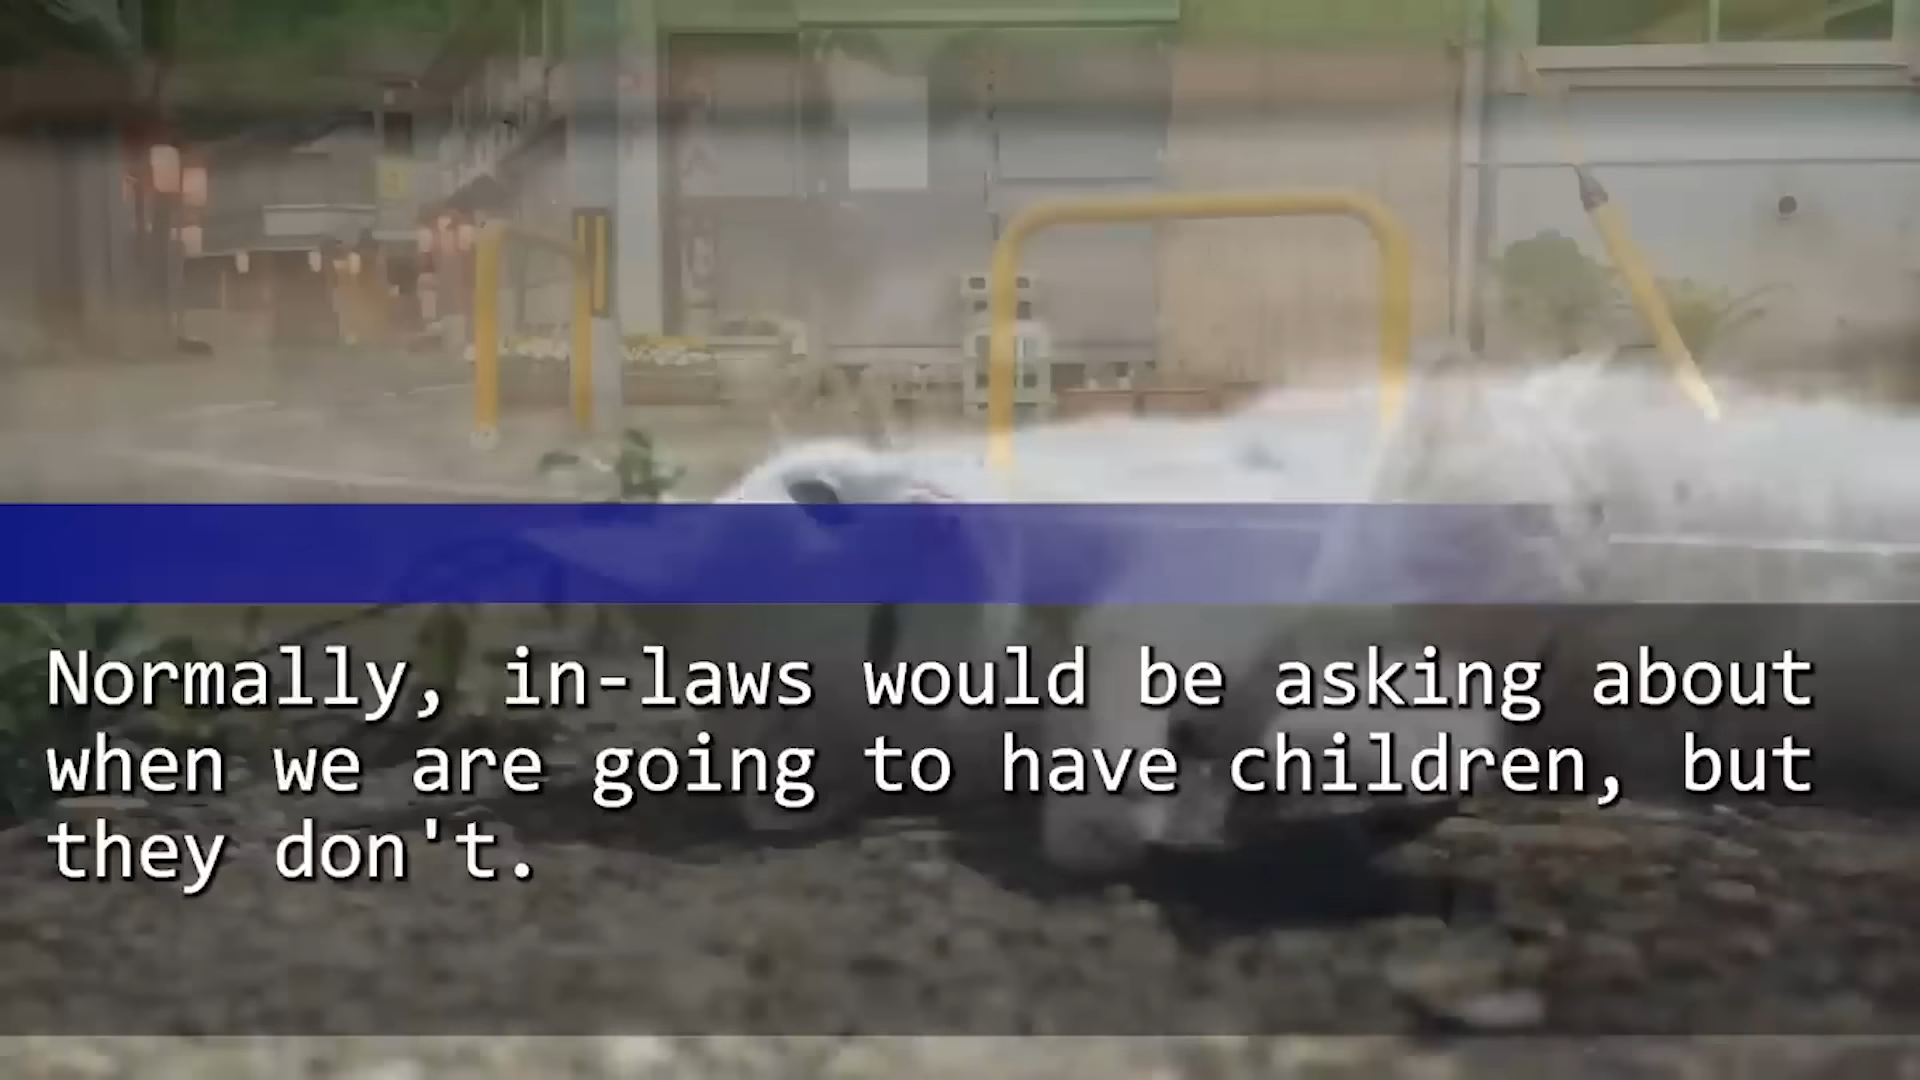 Normally, in-laws would be asking about
when we are going to have children, but
they don't.